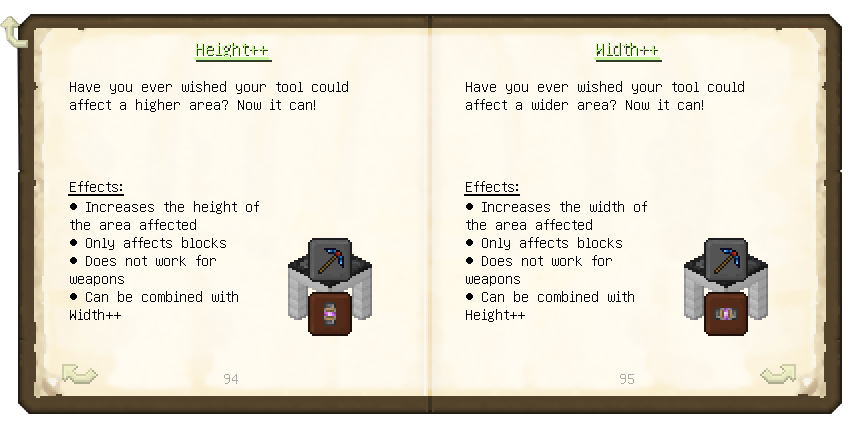 Height++
Have you ever wished your tool could
affect a higher area? Now it can!
Effects:
• Increases the height of
the area affected
• Only affects blocks
• Does not work for
weapons
• Can be combined with
Width++
94
Width++
Have you ever wished your tool could
affect a wider area? Now it can!
Effects:
• Increases the width of
the area affected
• Only affects blocks
• Does not work for
weapons
• Can be combined with
Height++
95